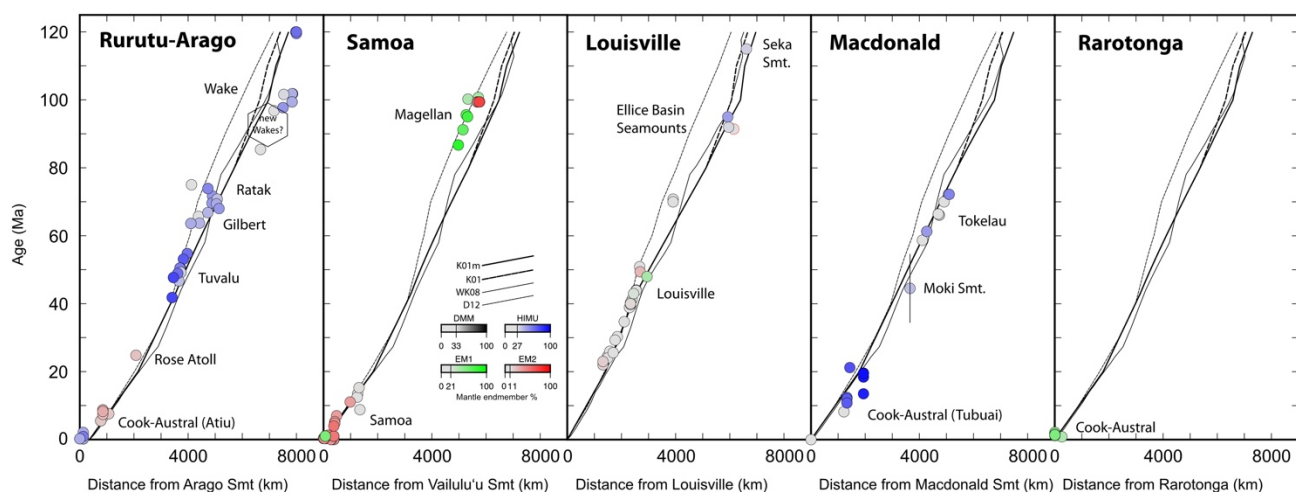 Age (Ma)
120
100
80
60
40
20
0
Rurutu-Arago
Wake
new
Wakes?
Ratak
Gilbert
Tuvalu
Rose Atoll
Cook-Austral (Atiu)
0 4000 8000
Distance from Arago Smt (km)
Samoa
Magellan
K01m
K01
WK08
D12
DMM HIMU
0 33 100 0 27 100
EM1 EM2
0 21 100 0 11 100
Mantle endmember %
Samoa
0 4000 8000
Distance from Vailulu'u Smt (km)
Louisville
Seka
Smt.
Ellice Basin
Seamounts
Louisville
0 4000 8000
Distance from Louisville (km)
Macdonald
Tokelau
Moki Smt.
Cook-Austral (Tubuai)
0 4000 8000
Distance from Macdonald Smt (km)
Rarotonga
Cook-Austral
0 4000 8000
Distance from Rarotonga (km)